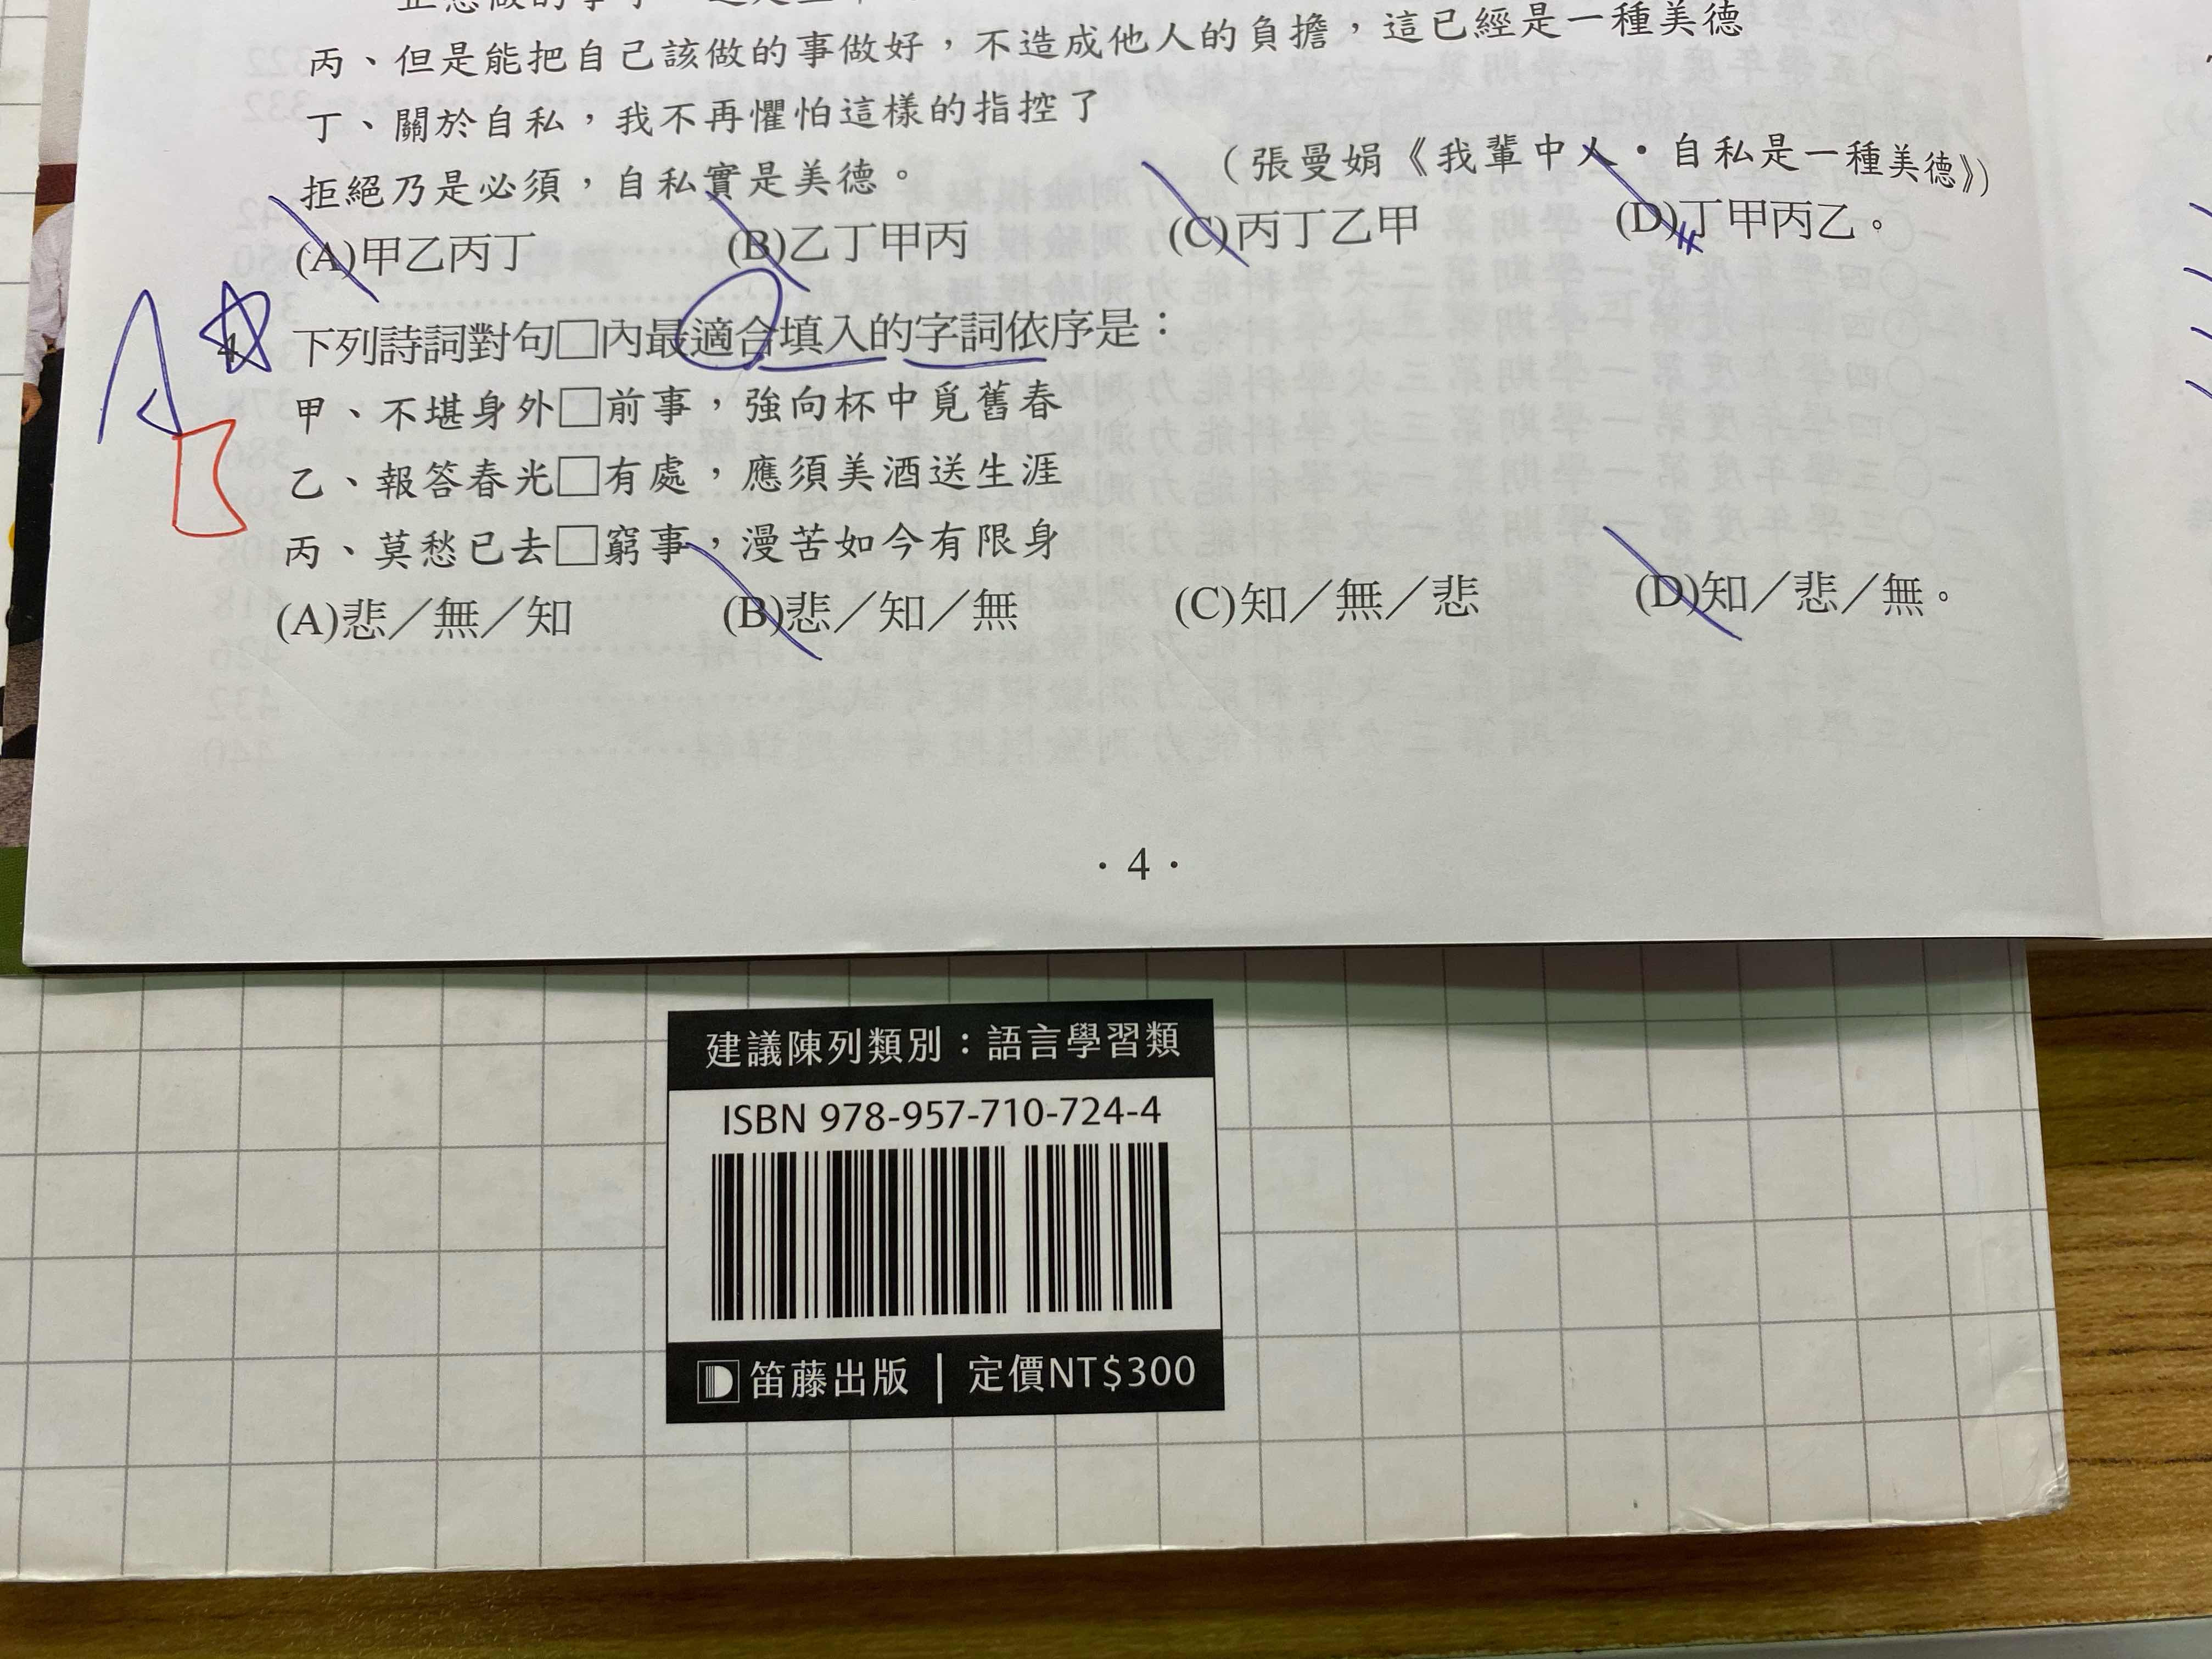 丙、但是能把自己該做的事做好，不造成他人的負擔，這已經是一種美德
丁、關於自私，我不再懼怕這樣的指控了
拒絕乃是必須，自私實是美德。
（張曼娟《我輩中人・自私是一種美德》）
(A)甲乙丙丁 (B)乙丁甲丙 (C)丙丁乙甲 (D)丁甲丙乙。
4 下列詩詞對句□內最適合填入的字詞依序是：
甲、不堪身外□前事，強向杯中覓舊春
乙、報答春光□有處，應須美酒送生涯
丙、莫愁已去□窮事，漫苦如今有限身
(A)悲／無／知 (B)悲／知／無 (C)知／無／悲 (D)知／悲／無。
・4・
建議陳列類別：語言學習類
ISBN 978-957-710-724-4
笛藤出版 | 定價NT$300